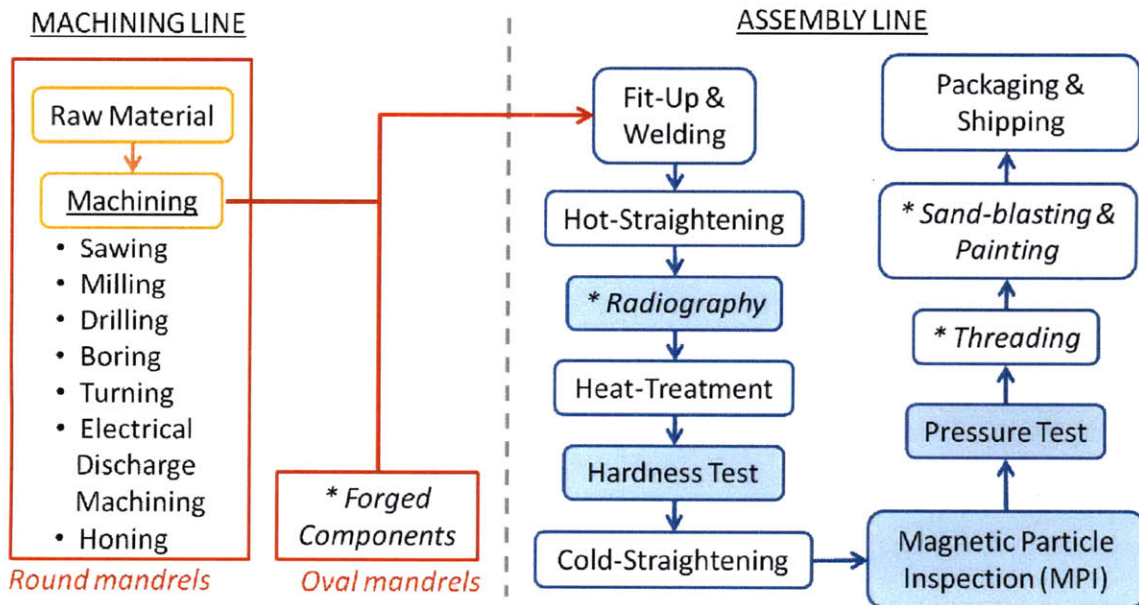 MACHINING LINE
Raw Material
Machining
• Sawing
• Milling
• Drilling
• Boring
• Turning
• Electrical
Discharge
Machining
• Honing
Round mandrels
* Forged
Components
Oval mandrels
ASSEMBLY LINE
Fit-Up &
Welding
Hot-Straightening
* Radiography
Heat-Treatment
Hardness Test
Cold-Straightening
Magnetic Particle
Inspection (MPI)
Pressure Test
* Threading
* Sand-blasting &
Painting
Packaging &
Shipping